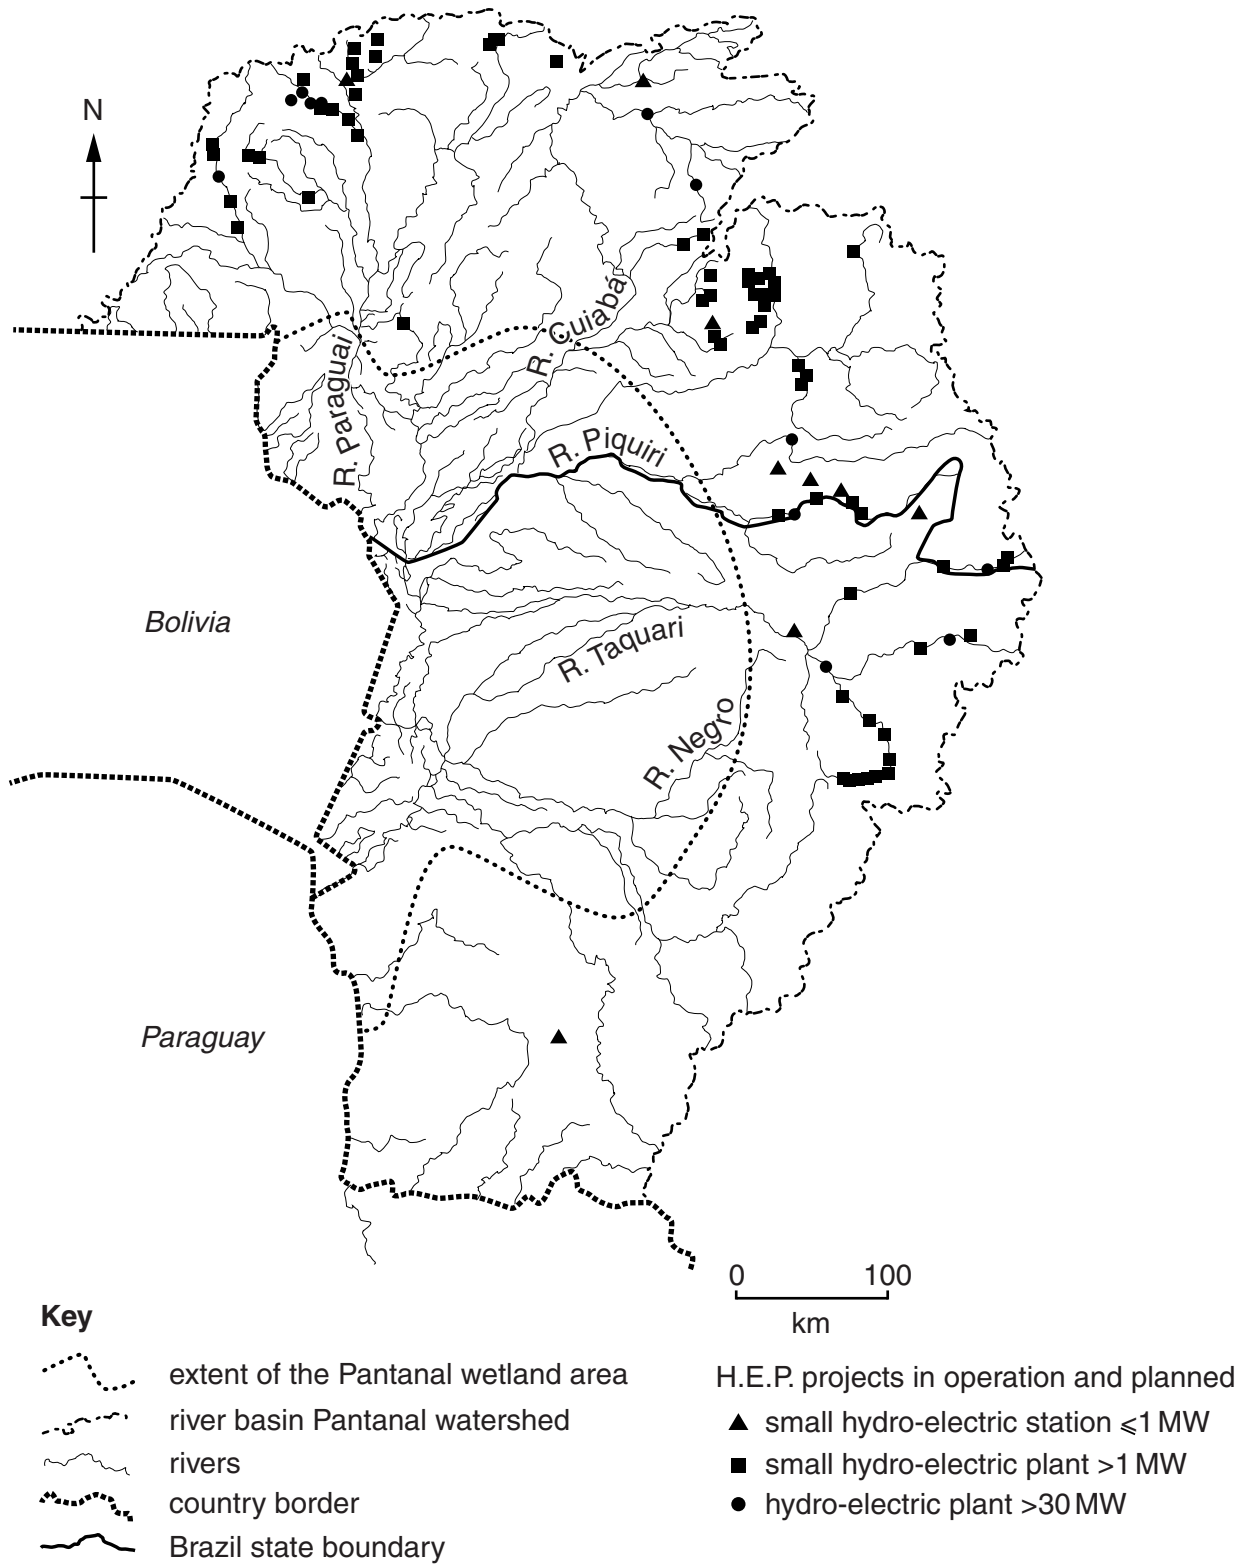 N
R. Cuiabá
R. Paraguai
R. Piquiri
Bolivia
R. Taquari
R. Negro
Paraguay
0 100
km
Key
extent of the Pantanal wetland area
river basin Pantanal watershed
rivers
country border
Brazil state boundary
H.E.P. projects in operation and planned
small hydro-electric station ⩽1 MW
small hydro-electric plant >1 MW
hydro-electric plant >30 MW